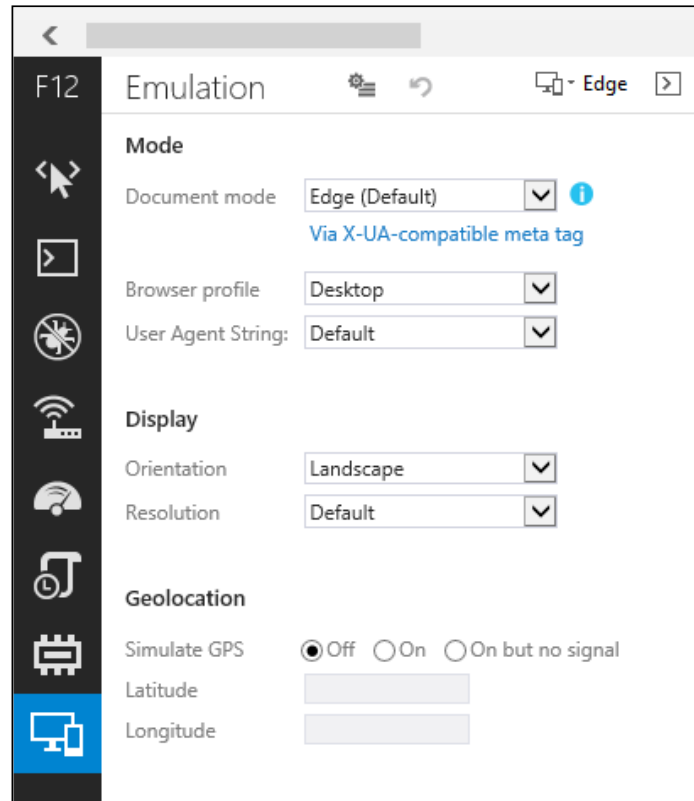 F12 Emulation Edge
Mode
Document mode Edge (Default)
Via X-UA-compatible meta tag
Browser profile Desktop
User Agent String: Default
Display
Orientation Landscape
Resolution Default
Geolocation
Simulate GPS Off On On but no signal
Latitude
Longitude